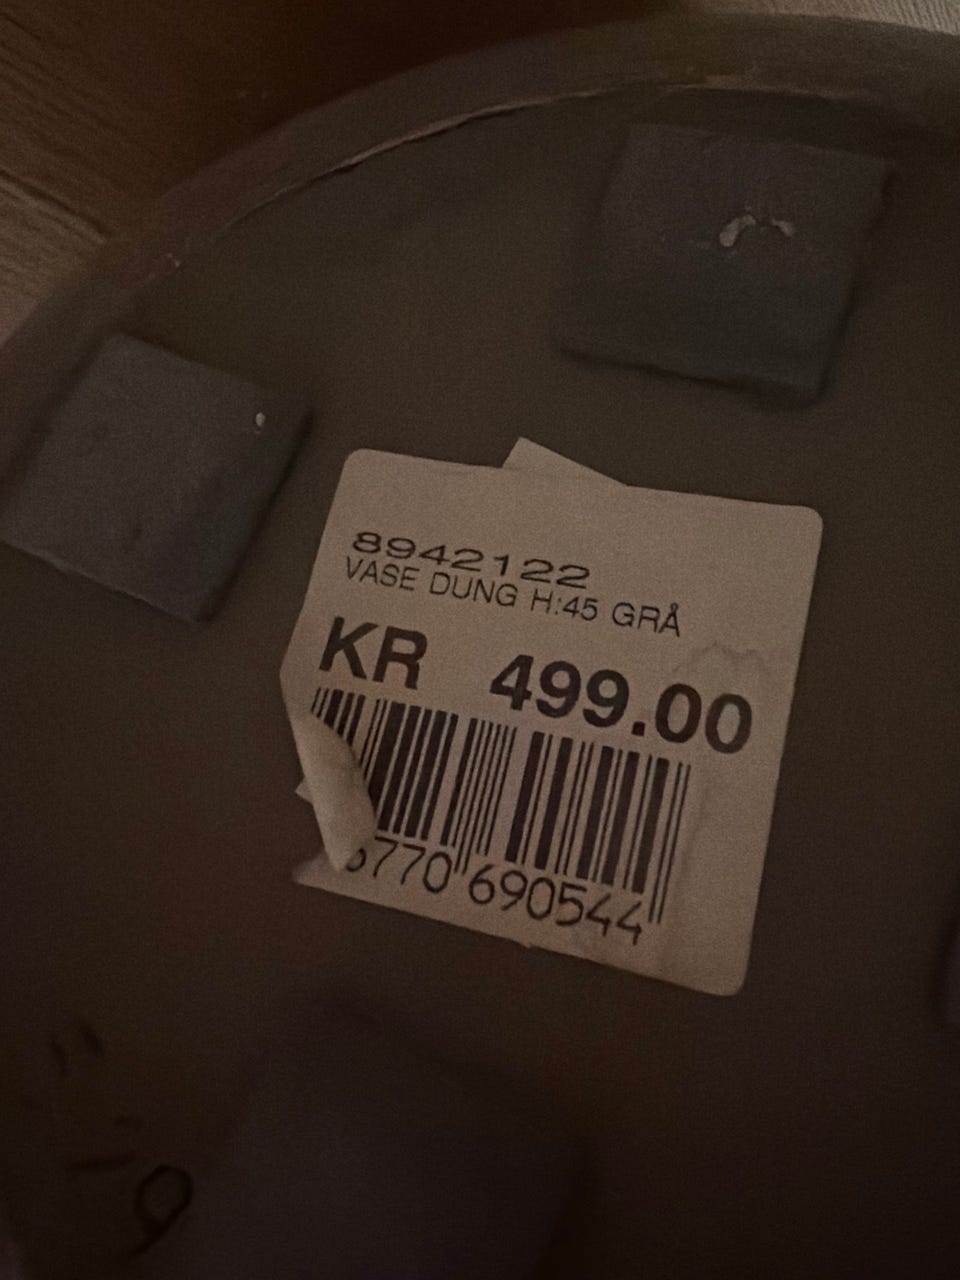 8942122
VASE DUNG H:45 GRÅ
KR 499.00
770 690544